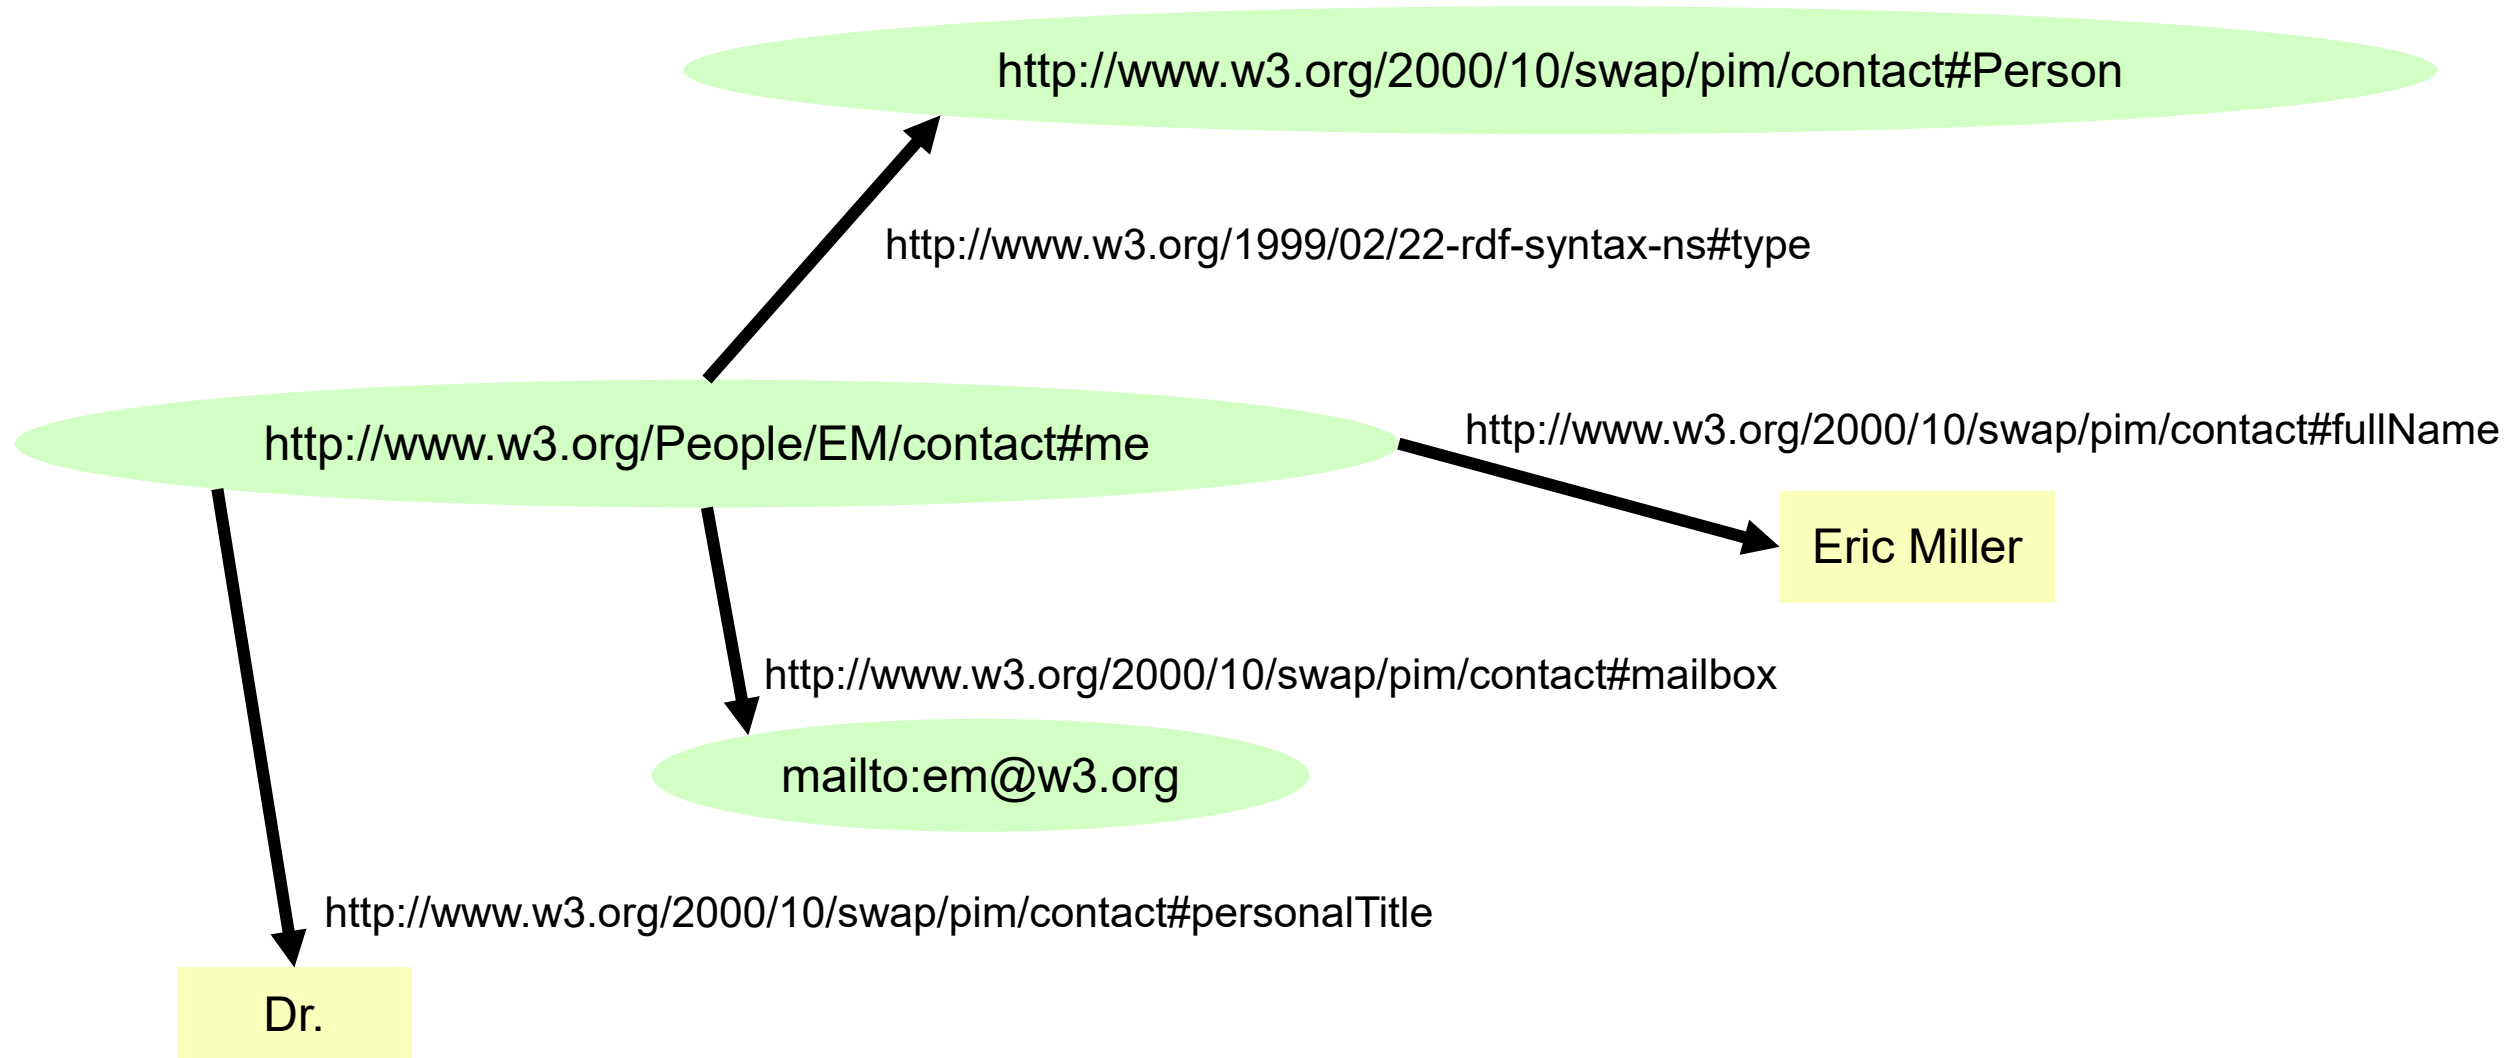 http://www.w3.org/2000/10/swap/pim/contact#Person
http://www.w3.org/1999/02/22-rdf-syntax-ns#type
http://www.w3.org/People/EM/contact#me
http://www.w3.org/2000/10/swap/pim/contact#fullName
Eric Miller
http://www.w3.org/2000/10/swap/pim/contact#mailbox
mailto:em@w3.org
http://www.w3.org/2000/10/swap/pim/contact#personalTitle
Dr.